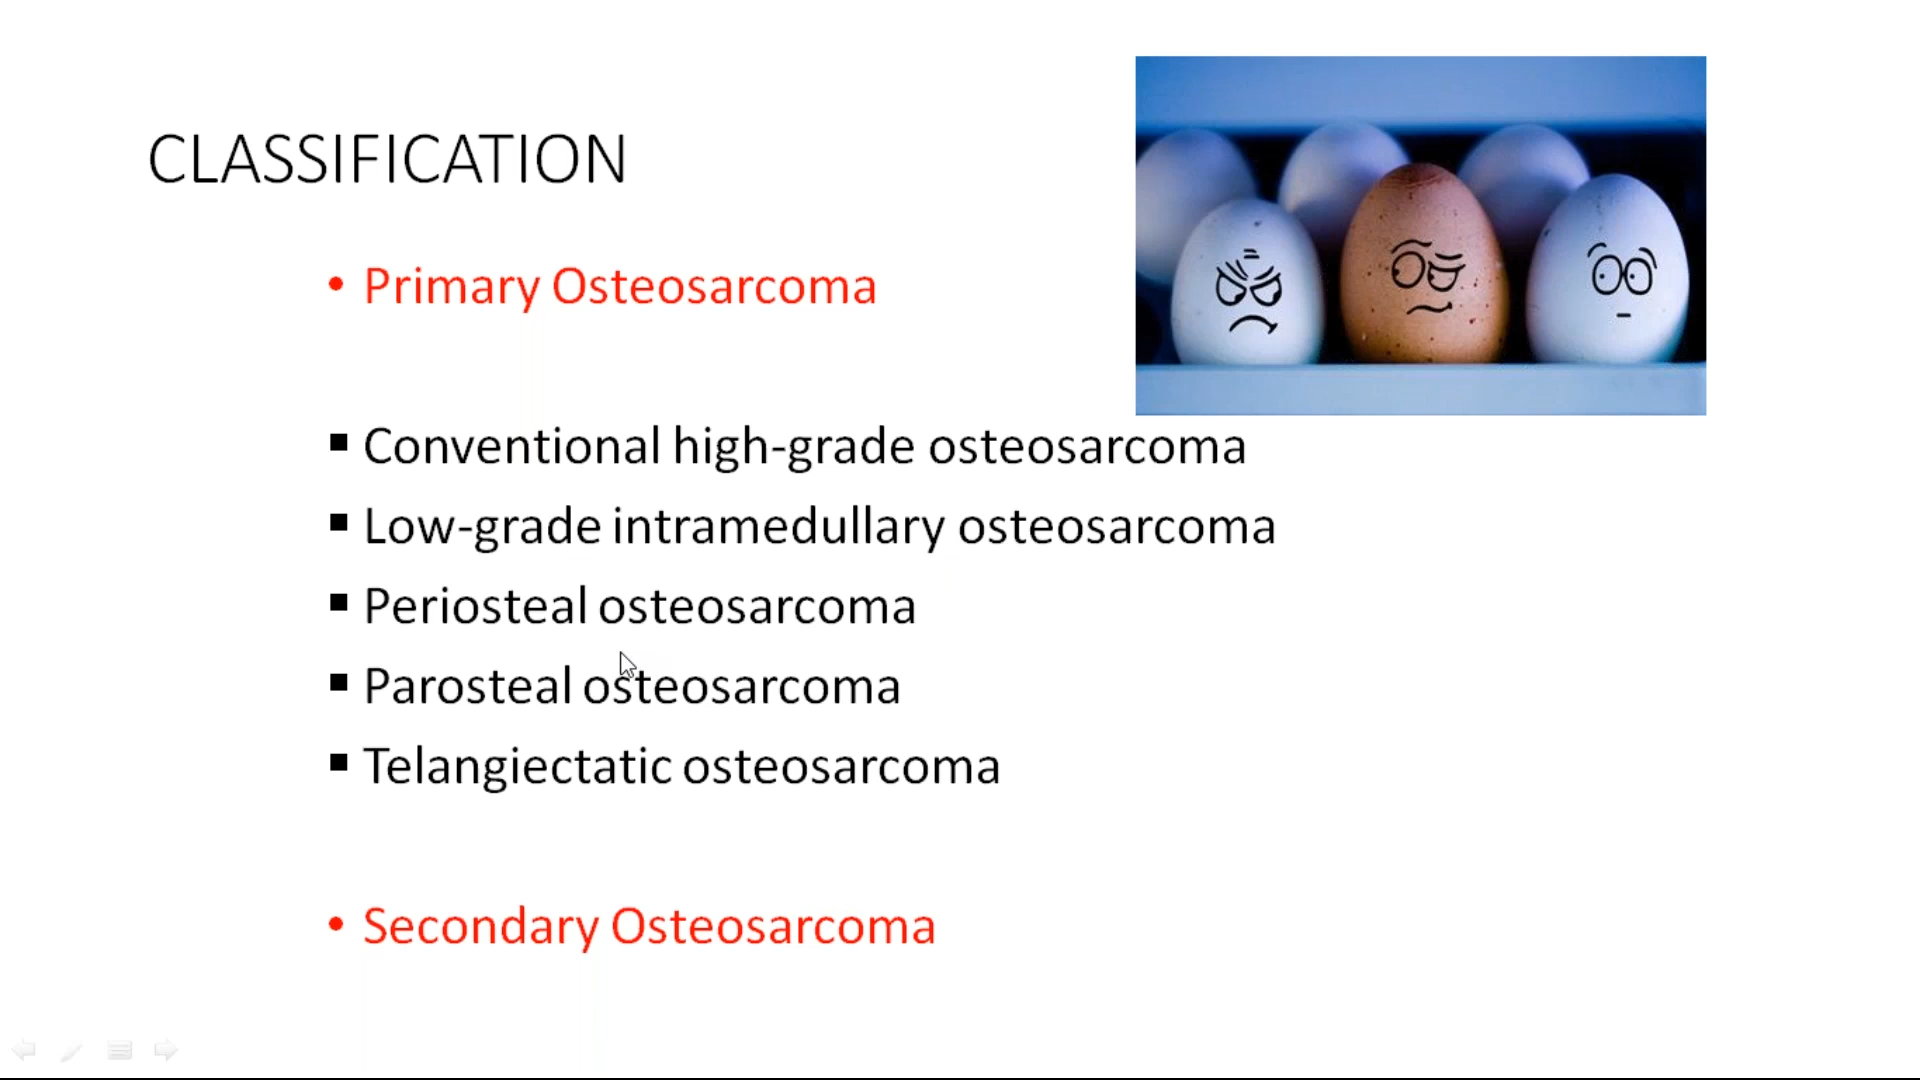 CLASSIFICATION
• Primary Osteosarcoma
▪ Conventional high-grade osteosarcoma
▪ Low-grade intramedullary osteosarcoma
▪ Periosteal osteosarcoma
▪ Parosteal osteosarcoma
▪ Telangiectatic osteosarcoma
• Secondary Osteosarcoma